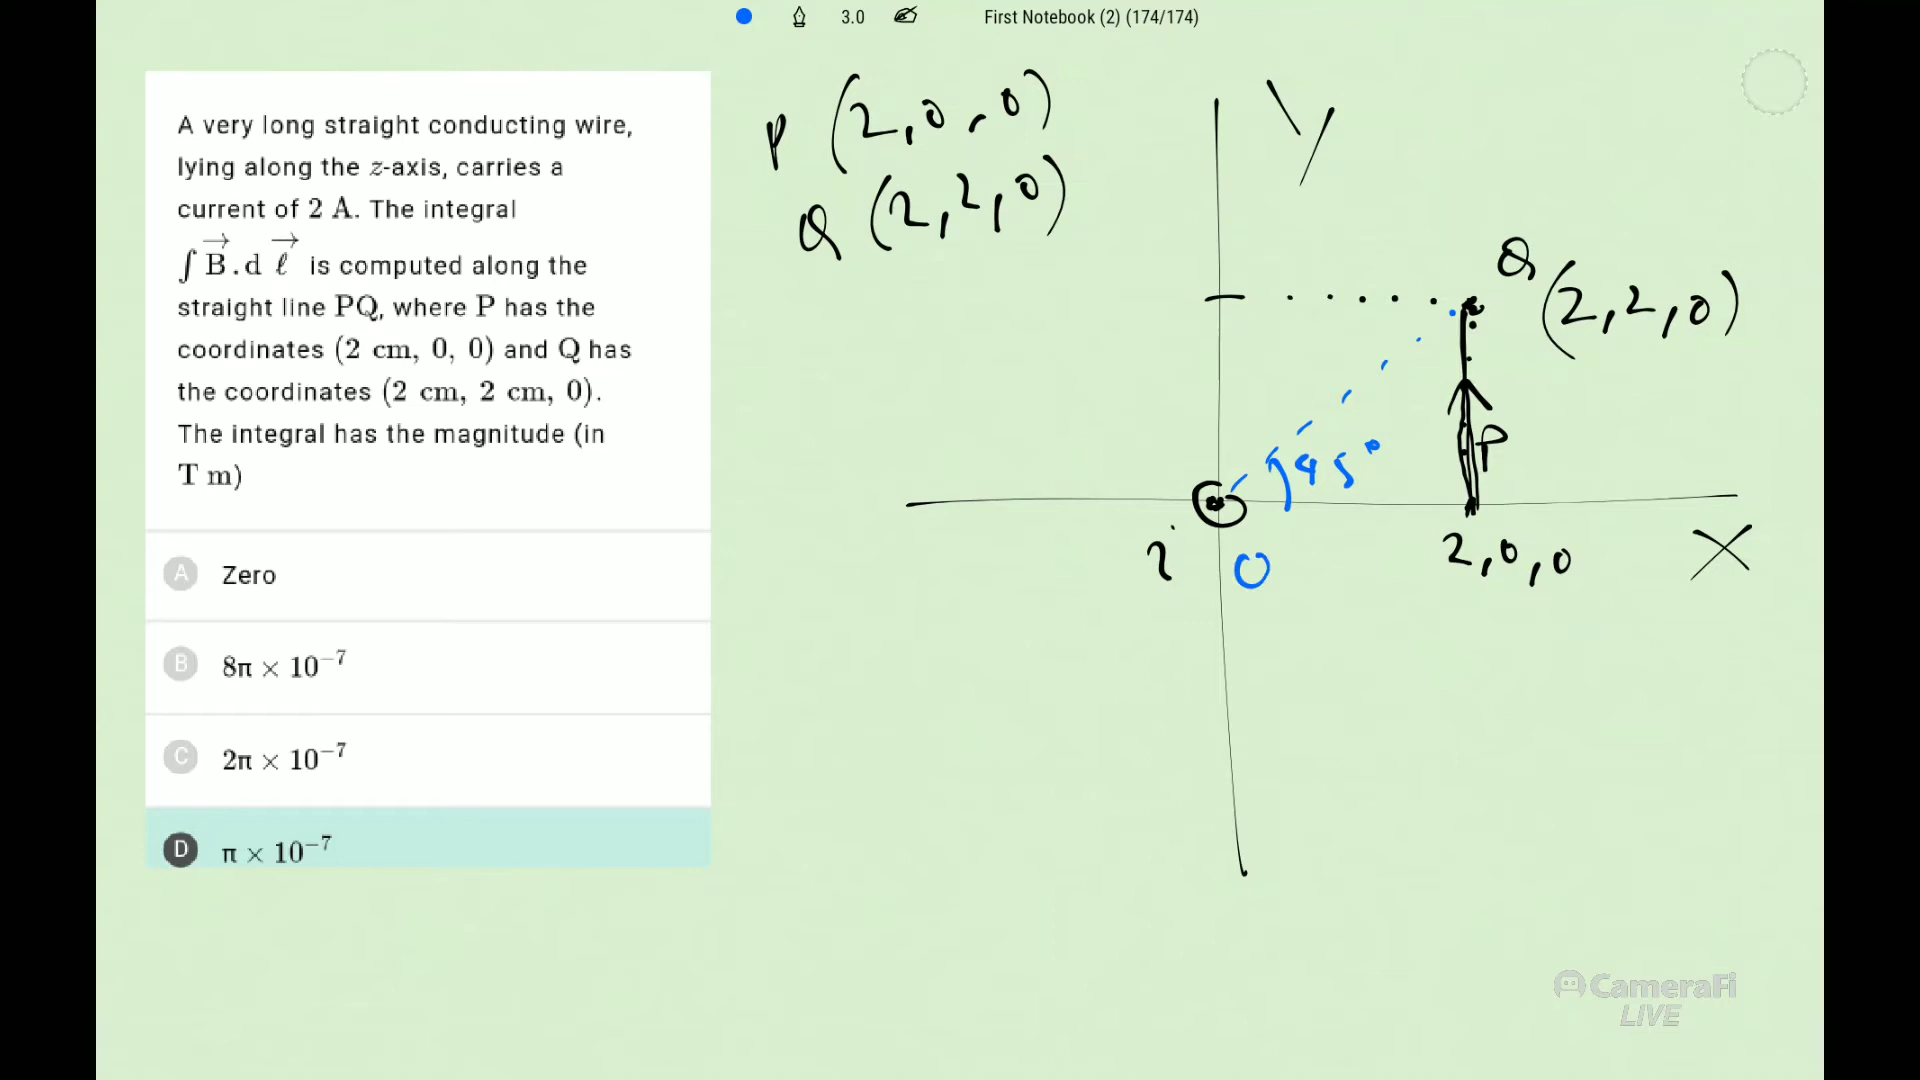 3.0 First Notebook (2) (174/174)
A very long straight conducting wire,
lying along the z-axis, carries a
current of 2 A. The integral
∫ B⃗ . d ℓ⃗ is computed along the
straight line PQ, where P has the
coordinates (2 cm, 0, 0) and Q has
the coordinates (2 cm, 2 cm, 0).
The integral has the magnitude (in
T m)
A Zero
B 8π × 10⁻⁷
C 2π × 10⁻⁷
D π × 10⁻⁷
P (2,0,0)
Q (2,2,0)
Y
Q (2,2,0)
45°
P
i O
2,0,0
X
CameraFi
LIVE